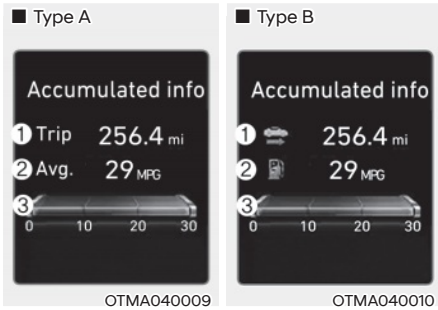 ■ Type A
Accumulated info
1 Trip 256.4 mi
2 Avg. 29 MPG
3
0 10 20 30
OTMA040009
■ Type B
Accumulated info
1 256.4 mi
2 29 MPG
3
0 10 20 30
OTMA040010